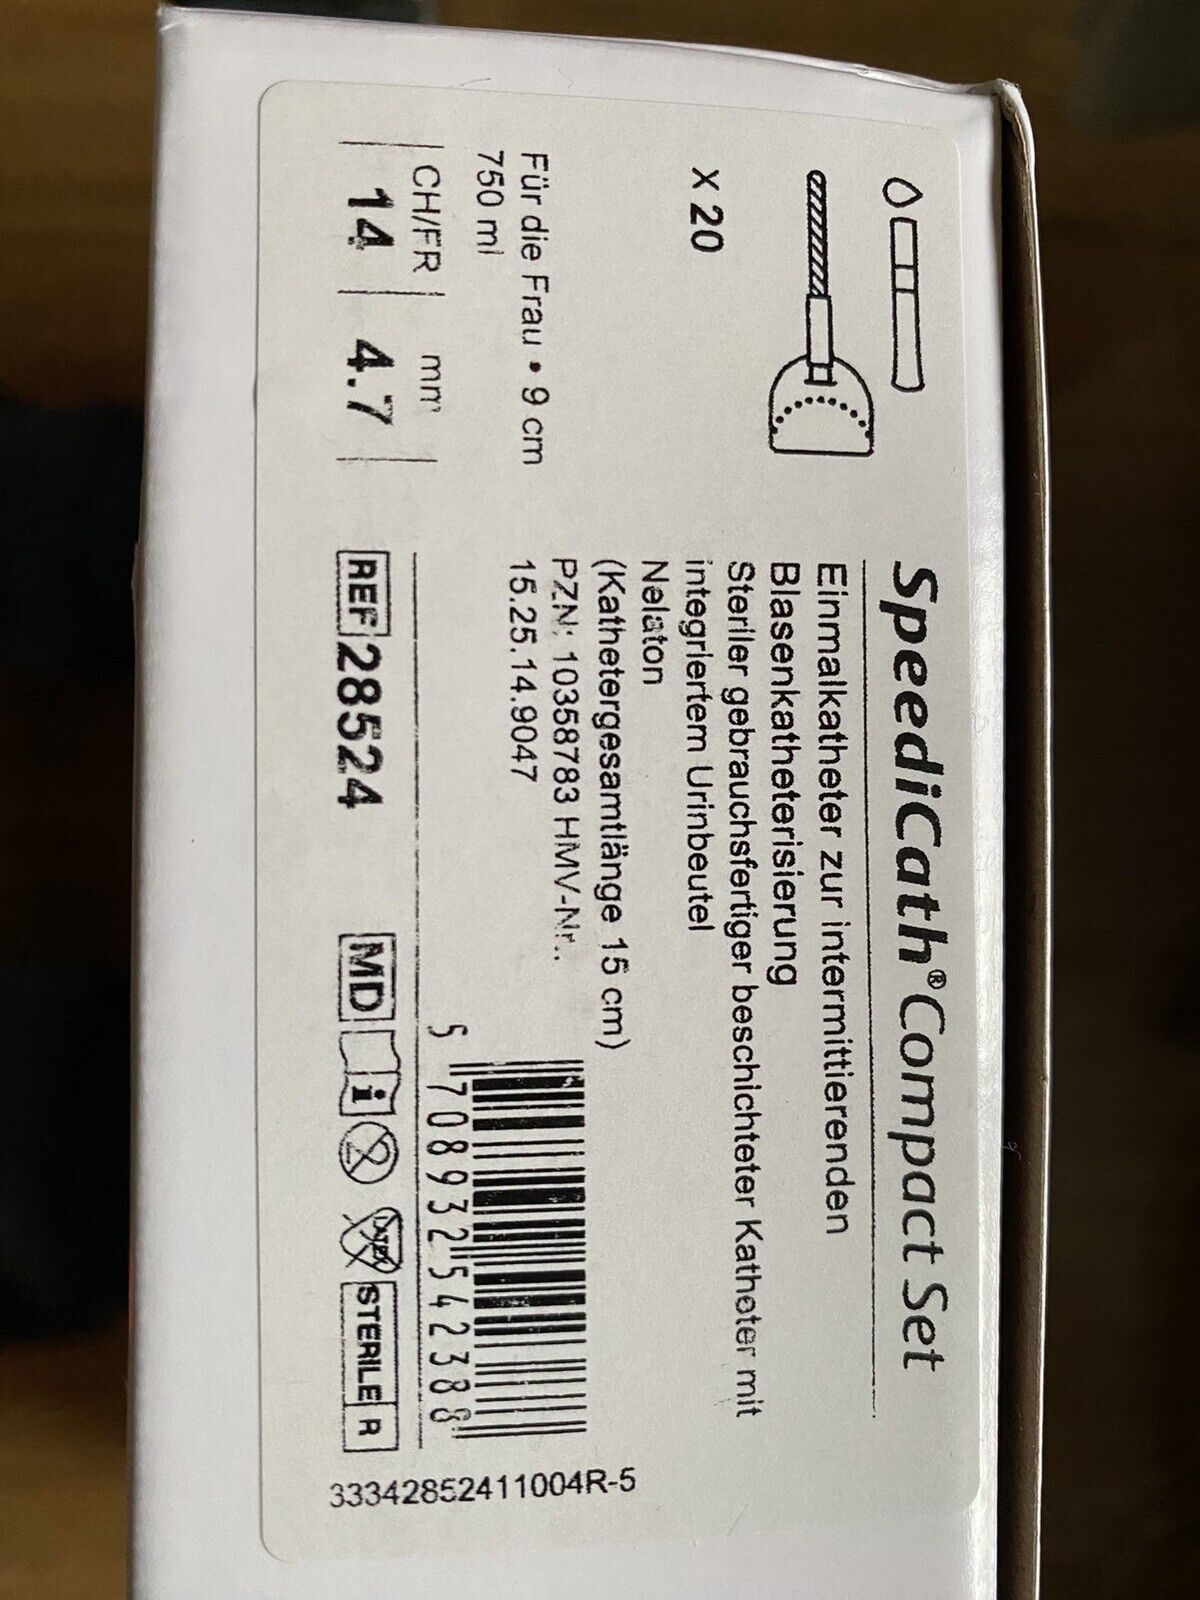 SpeediCath® Compact Set
Einmalkatheter zur intermittierenden
Blasenkatheterisierung
Steriler gebrauchsfertiger beschichteter Katheter mit
integriertem Urinbeutel
Nelaton
(Kathetergesamtlänge 15 cm)
PZN: 10358783 HMV-Nr.:
15.25.14.9047
x 20
Für die Frau • 9 cm
750 ml
CH/FR mm
14 4.7
5 708932 542388
REF 28524
MD i 2 LATEX STERILE R
33342852411004R-5